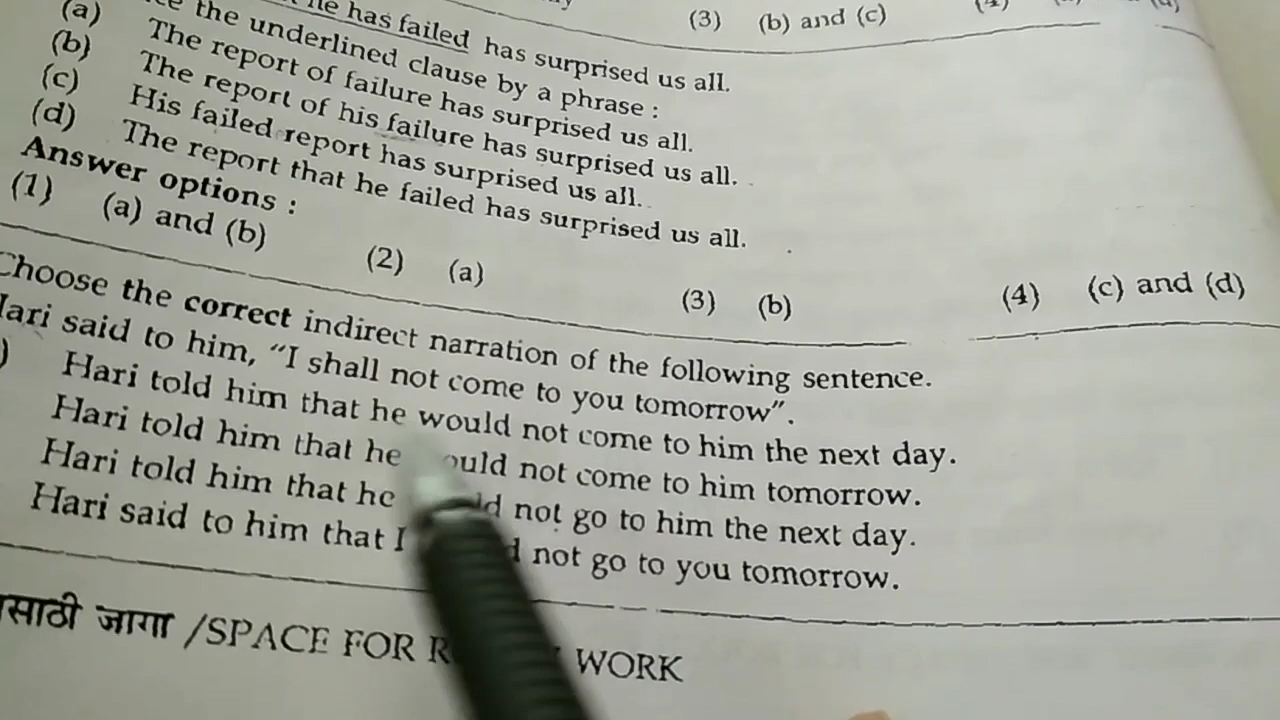 (3) (b) and (c)
he has failed has surprised us all.
the underlined clause by a phrase :
(a) The report of failure has surprised us all.
(b) The report of his failure has surprised us all.
(c) His failed report has surprised us all.
(d) The report that he failed has surprised us all.
Answer options :
(1) (a) and (b) (2) (a) (3) (b) (4) (c) and (d)
Choose the correct indirect narration of the following sentence.
Hari said to him, “I shall not come to you tomorrow”.
Hari told him that he would not come to him the next day.
Hari told him that he not come to him tomorrow.
Hari told him that he not go to him the next day.
Hari said to him that I not go to you tomorrow.
जागा /SPACE FOR WORK